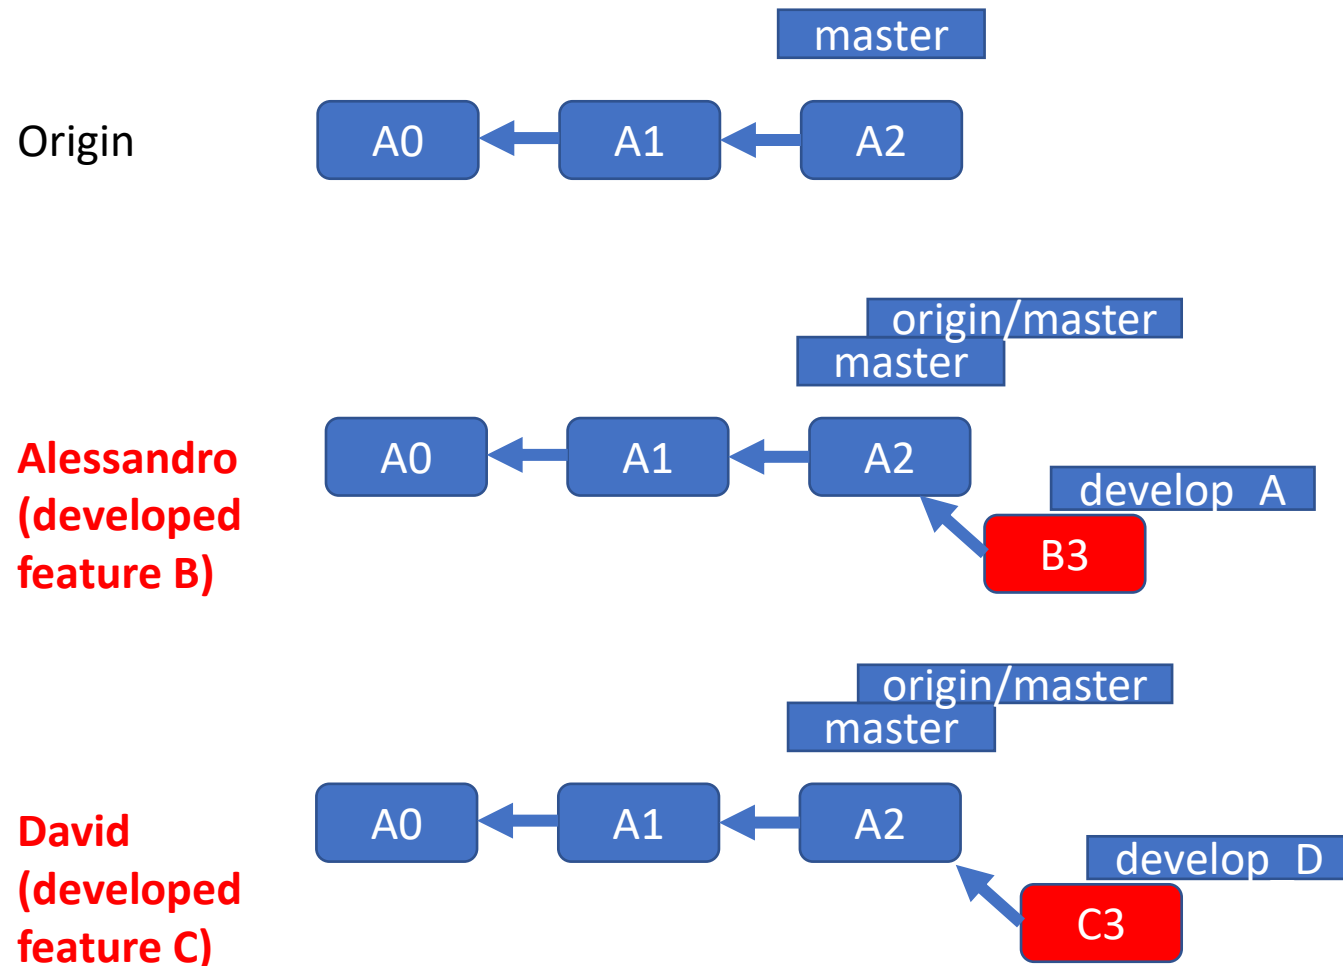 master
Origin
A0
A1
A2
origin/master
master
Alessandro
(developed
feature B)
A0
A1
A2
develop_A
B3
origin/master
master
David
(developed
feature C)
A0
A1
A2
develop_D
C3